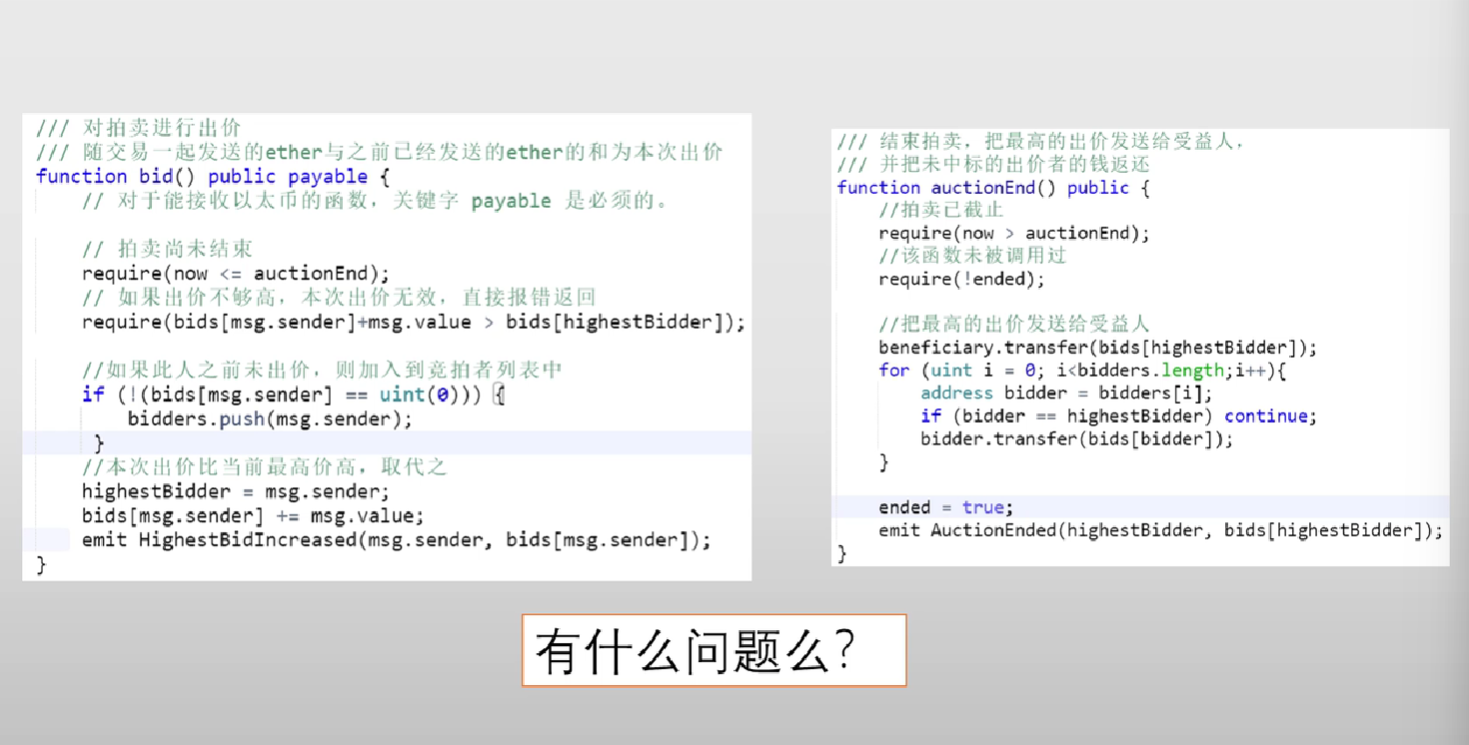 /// 对拍卖进行出价
/// 随交易一起发送的ether与之前已经发送的ether的和为本次出价
function bid() public payable {
// 对于能接收以太币的函数，关键字 payable 是必须的。
// 拍卖尚未结束
require(now <= auctionEnd);
// 如果出价不够高，本次出价无效，直接报错返回
require(bids[msg.sender]+msg.value > bids[highestBidder]);
//如果此人之前未出价，则加入到竞拍者列表中
if (!(bids[msg.sender] == uint(0))) {
bidders.push(msg.sender);
}
//本次出价比当前最高价高，取代之
highestBidder = msg.sender;
bids[msg.sender] += msg.value;
emit HighestBidIncreased(msg.sender, bids[msg.sender]);
}
/// 结束拍卖，把最高的出价发送给受益人，
/// 并把未中标的出价者的钱返还
function auctionEnd() public {
//拍卖已截止
require(now > auctionEnd);
//该函数未被调用过
require(!ended);
//把最高的出价发送给受益人
beneficiary.transfer(bids[highestBidder]);
for (uint i = 0; i<bidders.length;i++){
address bidder = bidders[i];
if (bidder == highestBidder) continue;
bidder.transfer(bids[bidder]);
}
ended = true;
emit AuctionEnded(highestBidder, bids[highestBidder]);
}
有什么问题么？